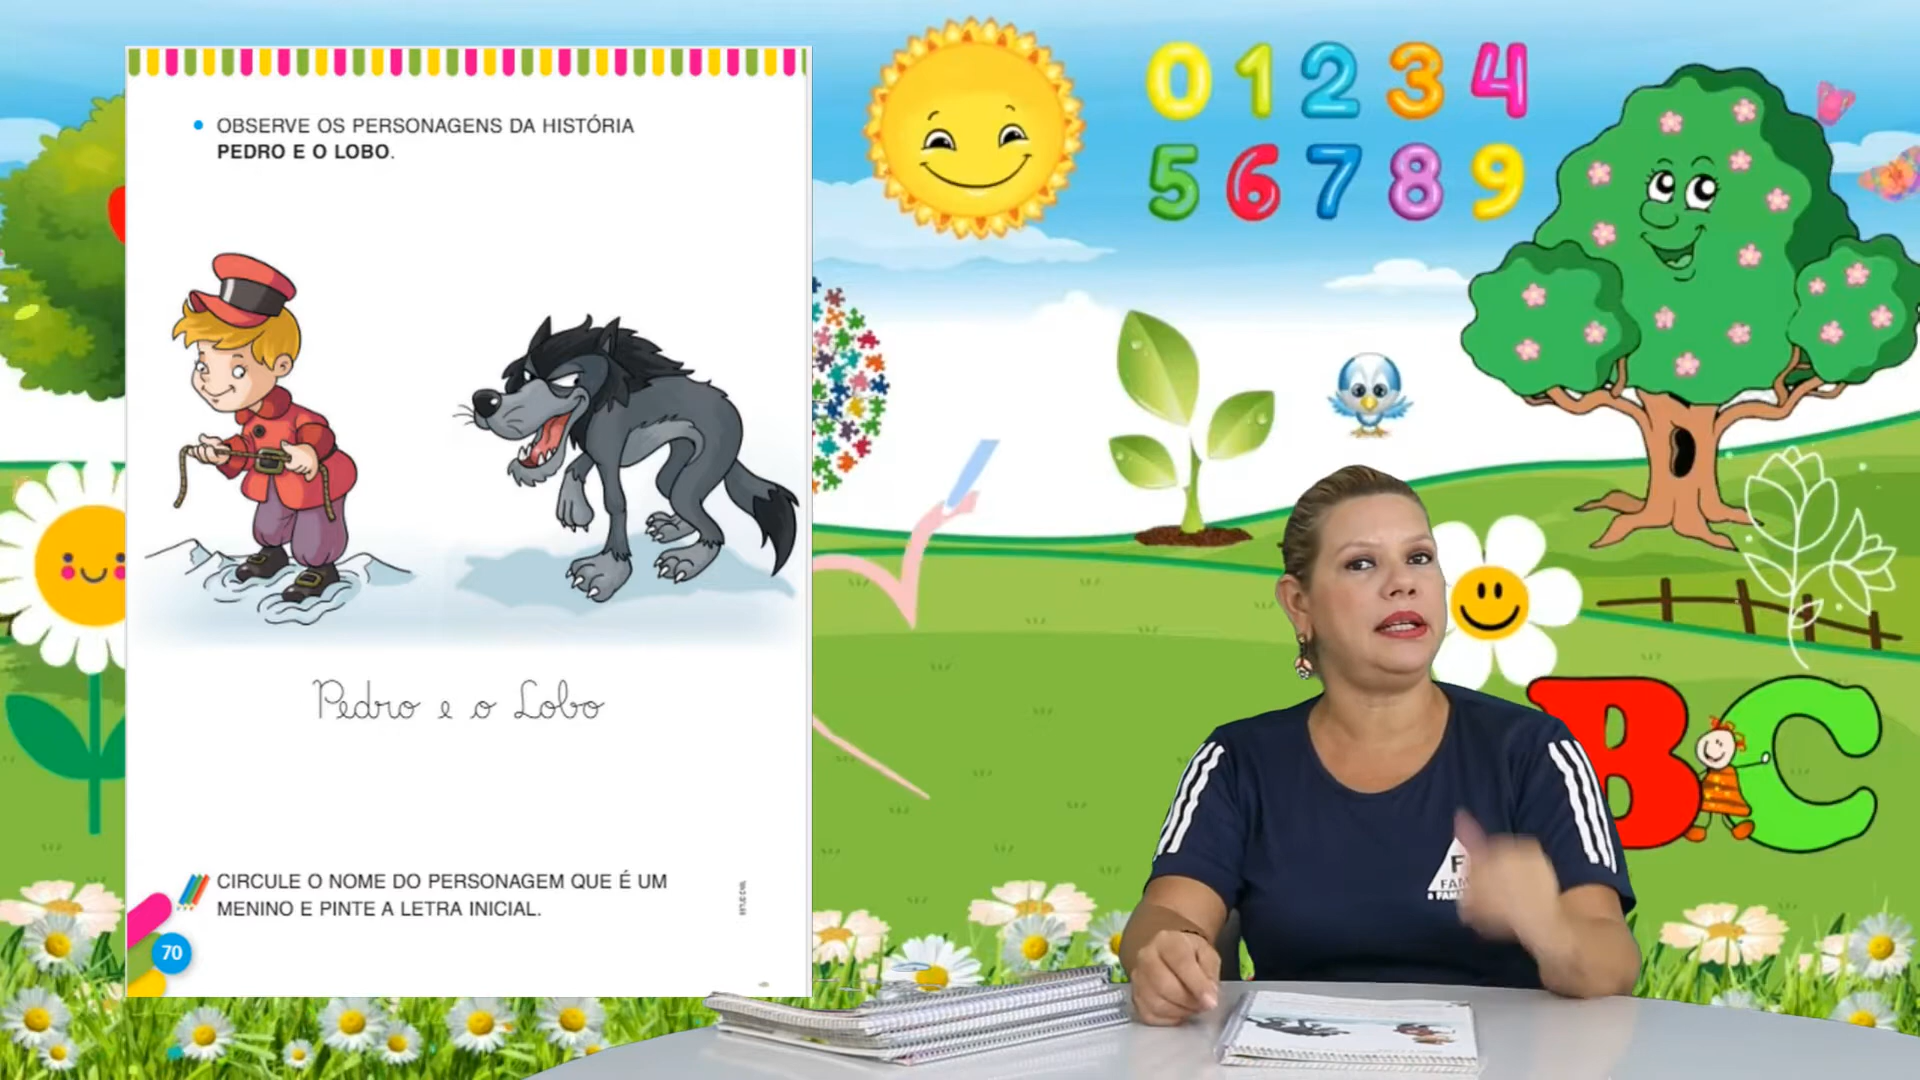 OBSERVE OS PERSONAGENS DA HISTÓRIA
PEDRO E O LOBO.
Pedro e o Lobo
CIRCULE O NOME DO PERSONAGEM QUE É UM
MENINO E PINTE A LETRA INICIAL.
70
0 1 2 3 4
5 6 7 8 9
B C